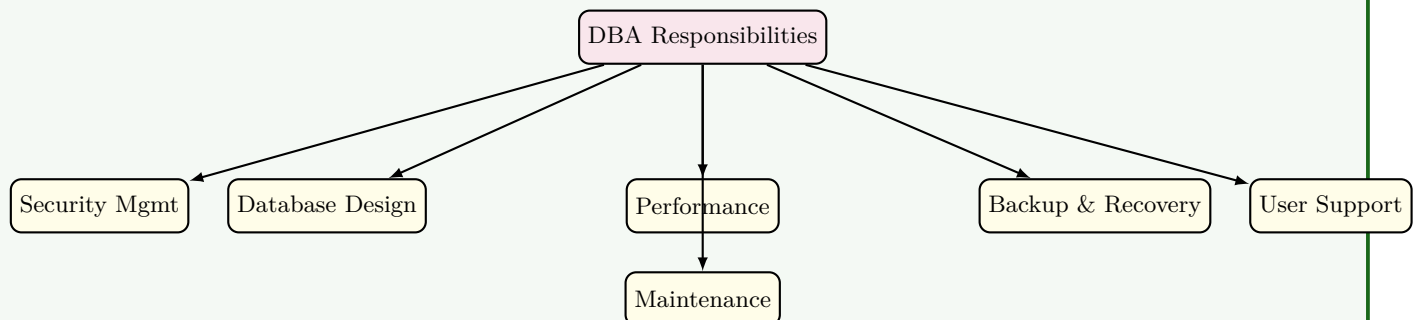 DBA Responsibilities
Security Mgmt
Database Design
Performance
Backup & Recovery
User Support
Maintenance